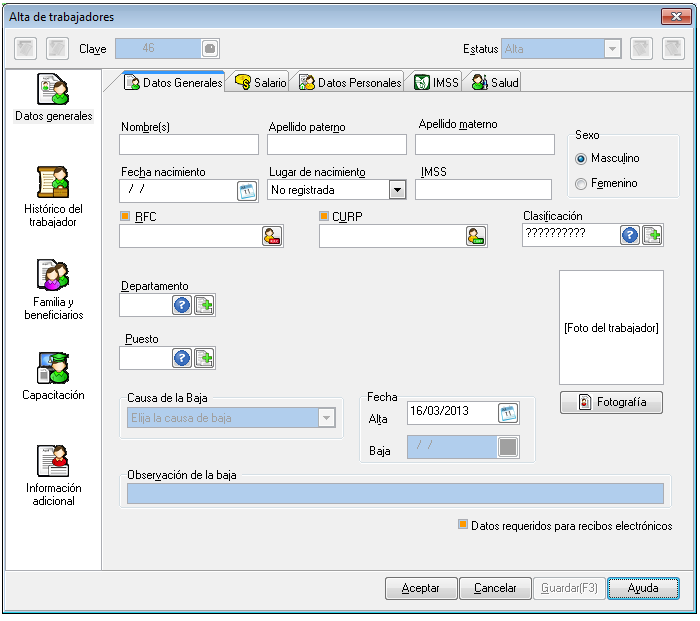 Alta de trabajadores
Clave 46 Estatus Alta
Datos Generales Salario Datos Personales IMSS Salud
Datos generales
Histórico del
trabajador
Familia y
beneficiarios
Capacitación
Información
adicional
Nombre(s) Apellido paterno Apellido materno
Sexo
Masculino
Femenino
Fecha nacimiento Lugar de nacimiento IMSS
/ / No registrada
RFC CURP Clasificación
??????????
Departamento
Puesto
[Foto del trabajador]
Fotografía
Causa de la Baja
Elija la causa de baja
Fecha
Alta 16/03/2013
Baja / /
Observación de la baja
Datos requeridos para recibos electrónicos
Aceptar Cancelar Guardar(F3) Ayuda